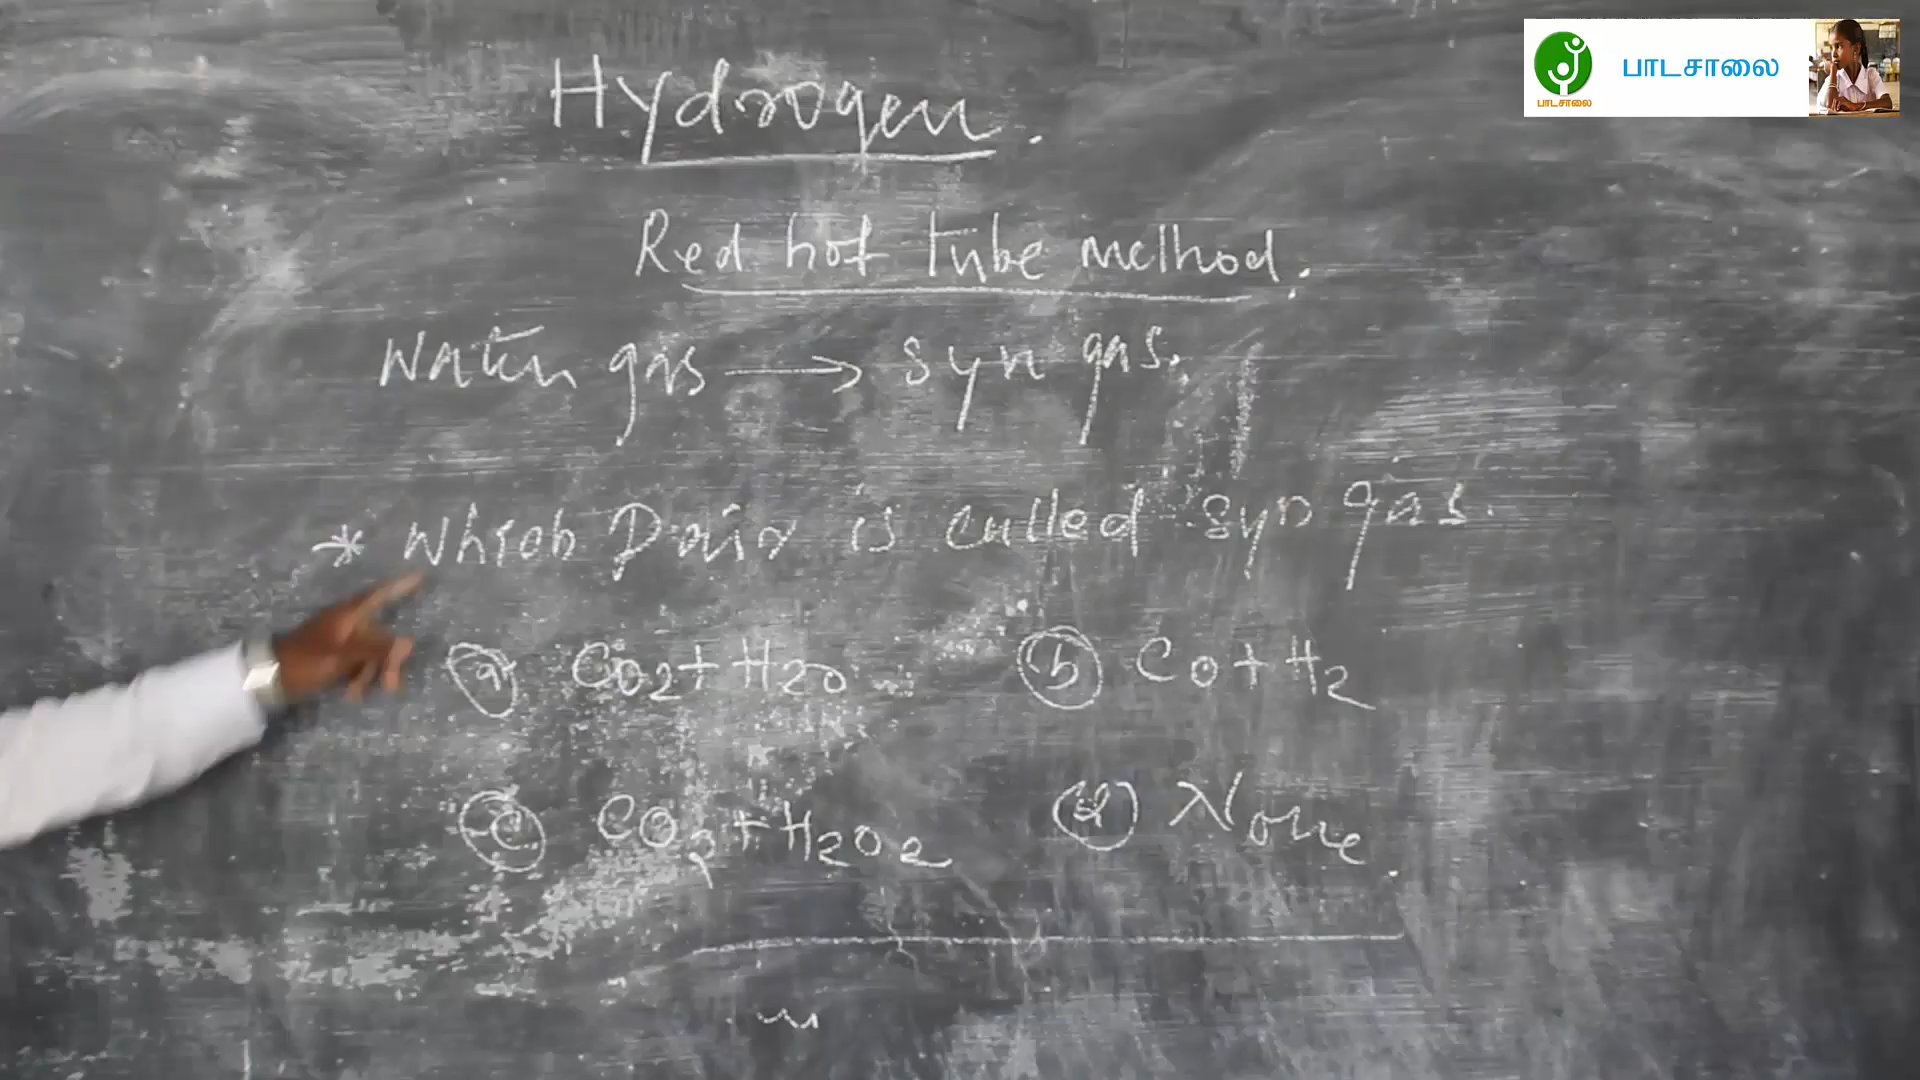 பாடசாலை
பாடசாலை
Hydrogen.
Red hot tube method.
Water gas → syn gas.
* Which Pair is called syn gas.
(a) CO2 + H2O (b) CO + H2
(c) CO2 + H2O2 (d) None.